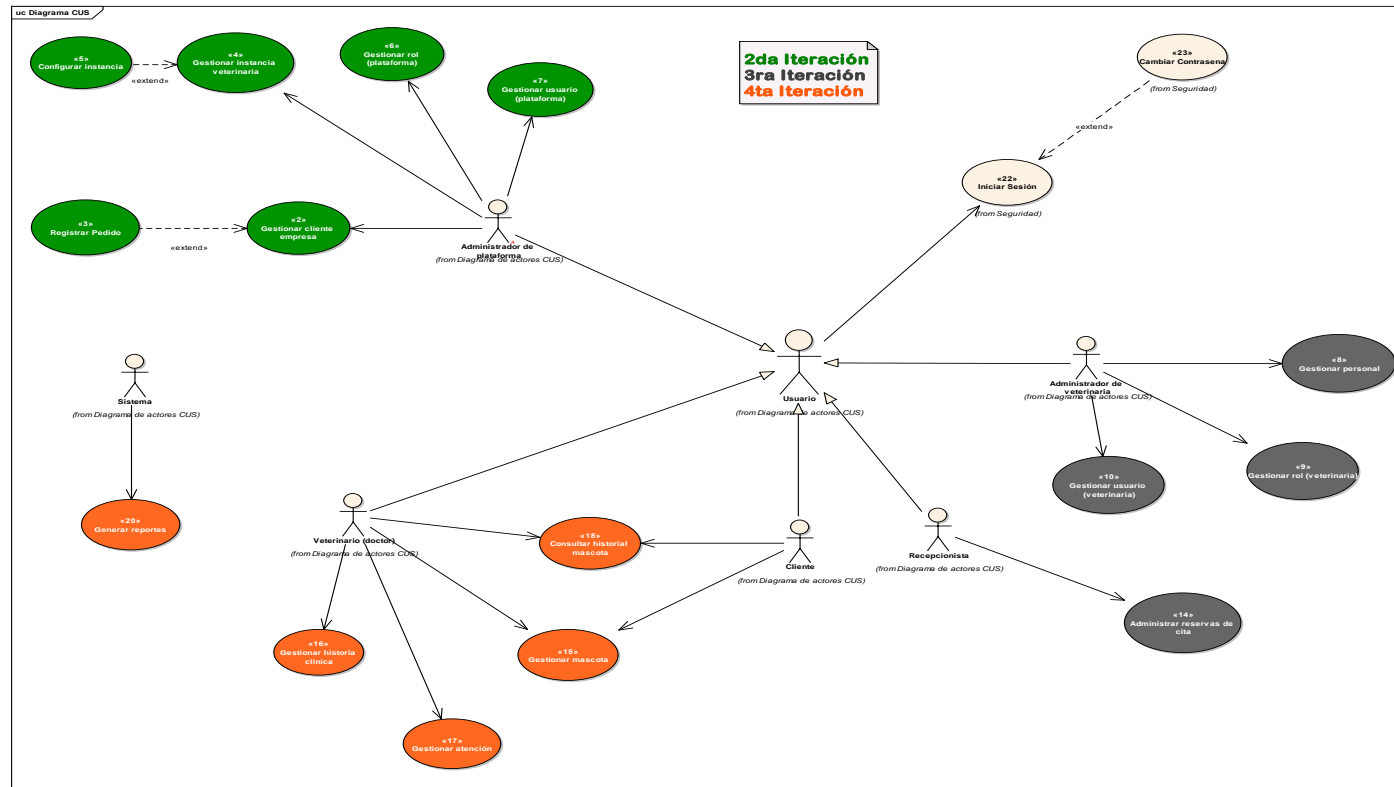 uc Diagrama CUS
«5»
Configurar instancia
«extend»
«4»
Gestionar instancia
veterinaria
«6»
Gestionar rol
(plataforma)
«7»
Gestionar usuario
(plataforma)
2da Iteración
3ra Iteración
4ta Iteración
«23»
Cambiar Contrasena
(from Seguridad)
«extend»
«22»
Iniciar Sesión
(from Seguridad)
«3»
Registrar Pedido
«extend»
«2»
Gestionar cliente
empresa
Administrador de
plataforma
(from Diagrama de actores CUS)
Sistema
(from Diagrama de actores CUS)
Usuario
(from Diagrama de actores CUS)
Administrador de
veterinaria
(from Diagrama de actores CUS)
«8»
Gestionar personal
«9»
Gestionar rol (veterinaria)
«10»
Gestionar usuario
(veterinaria)
«20»
Generar reportes
Veterinario (doctor)
(from Diagrama de actores CUS)
«18»
Consultar historial
mascota
Cliente
(from Diagrama de actores CUS)
Recepcionista
(from Diagrama de actores CUS)
«14»
Administrar reservas de
cita
«16»
Gestionar historia
clínica
«15»
Gestionar mascota
«17»
Gestionar atención